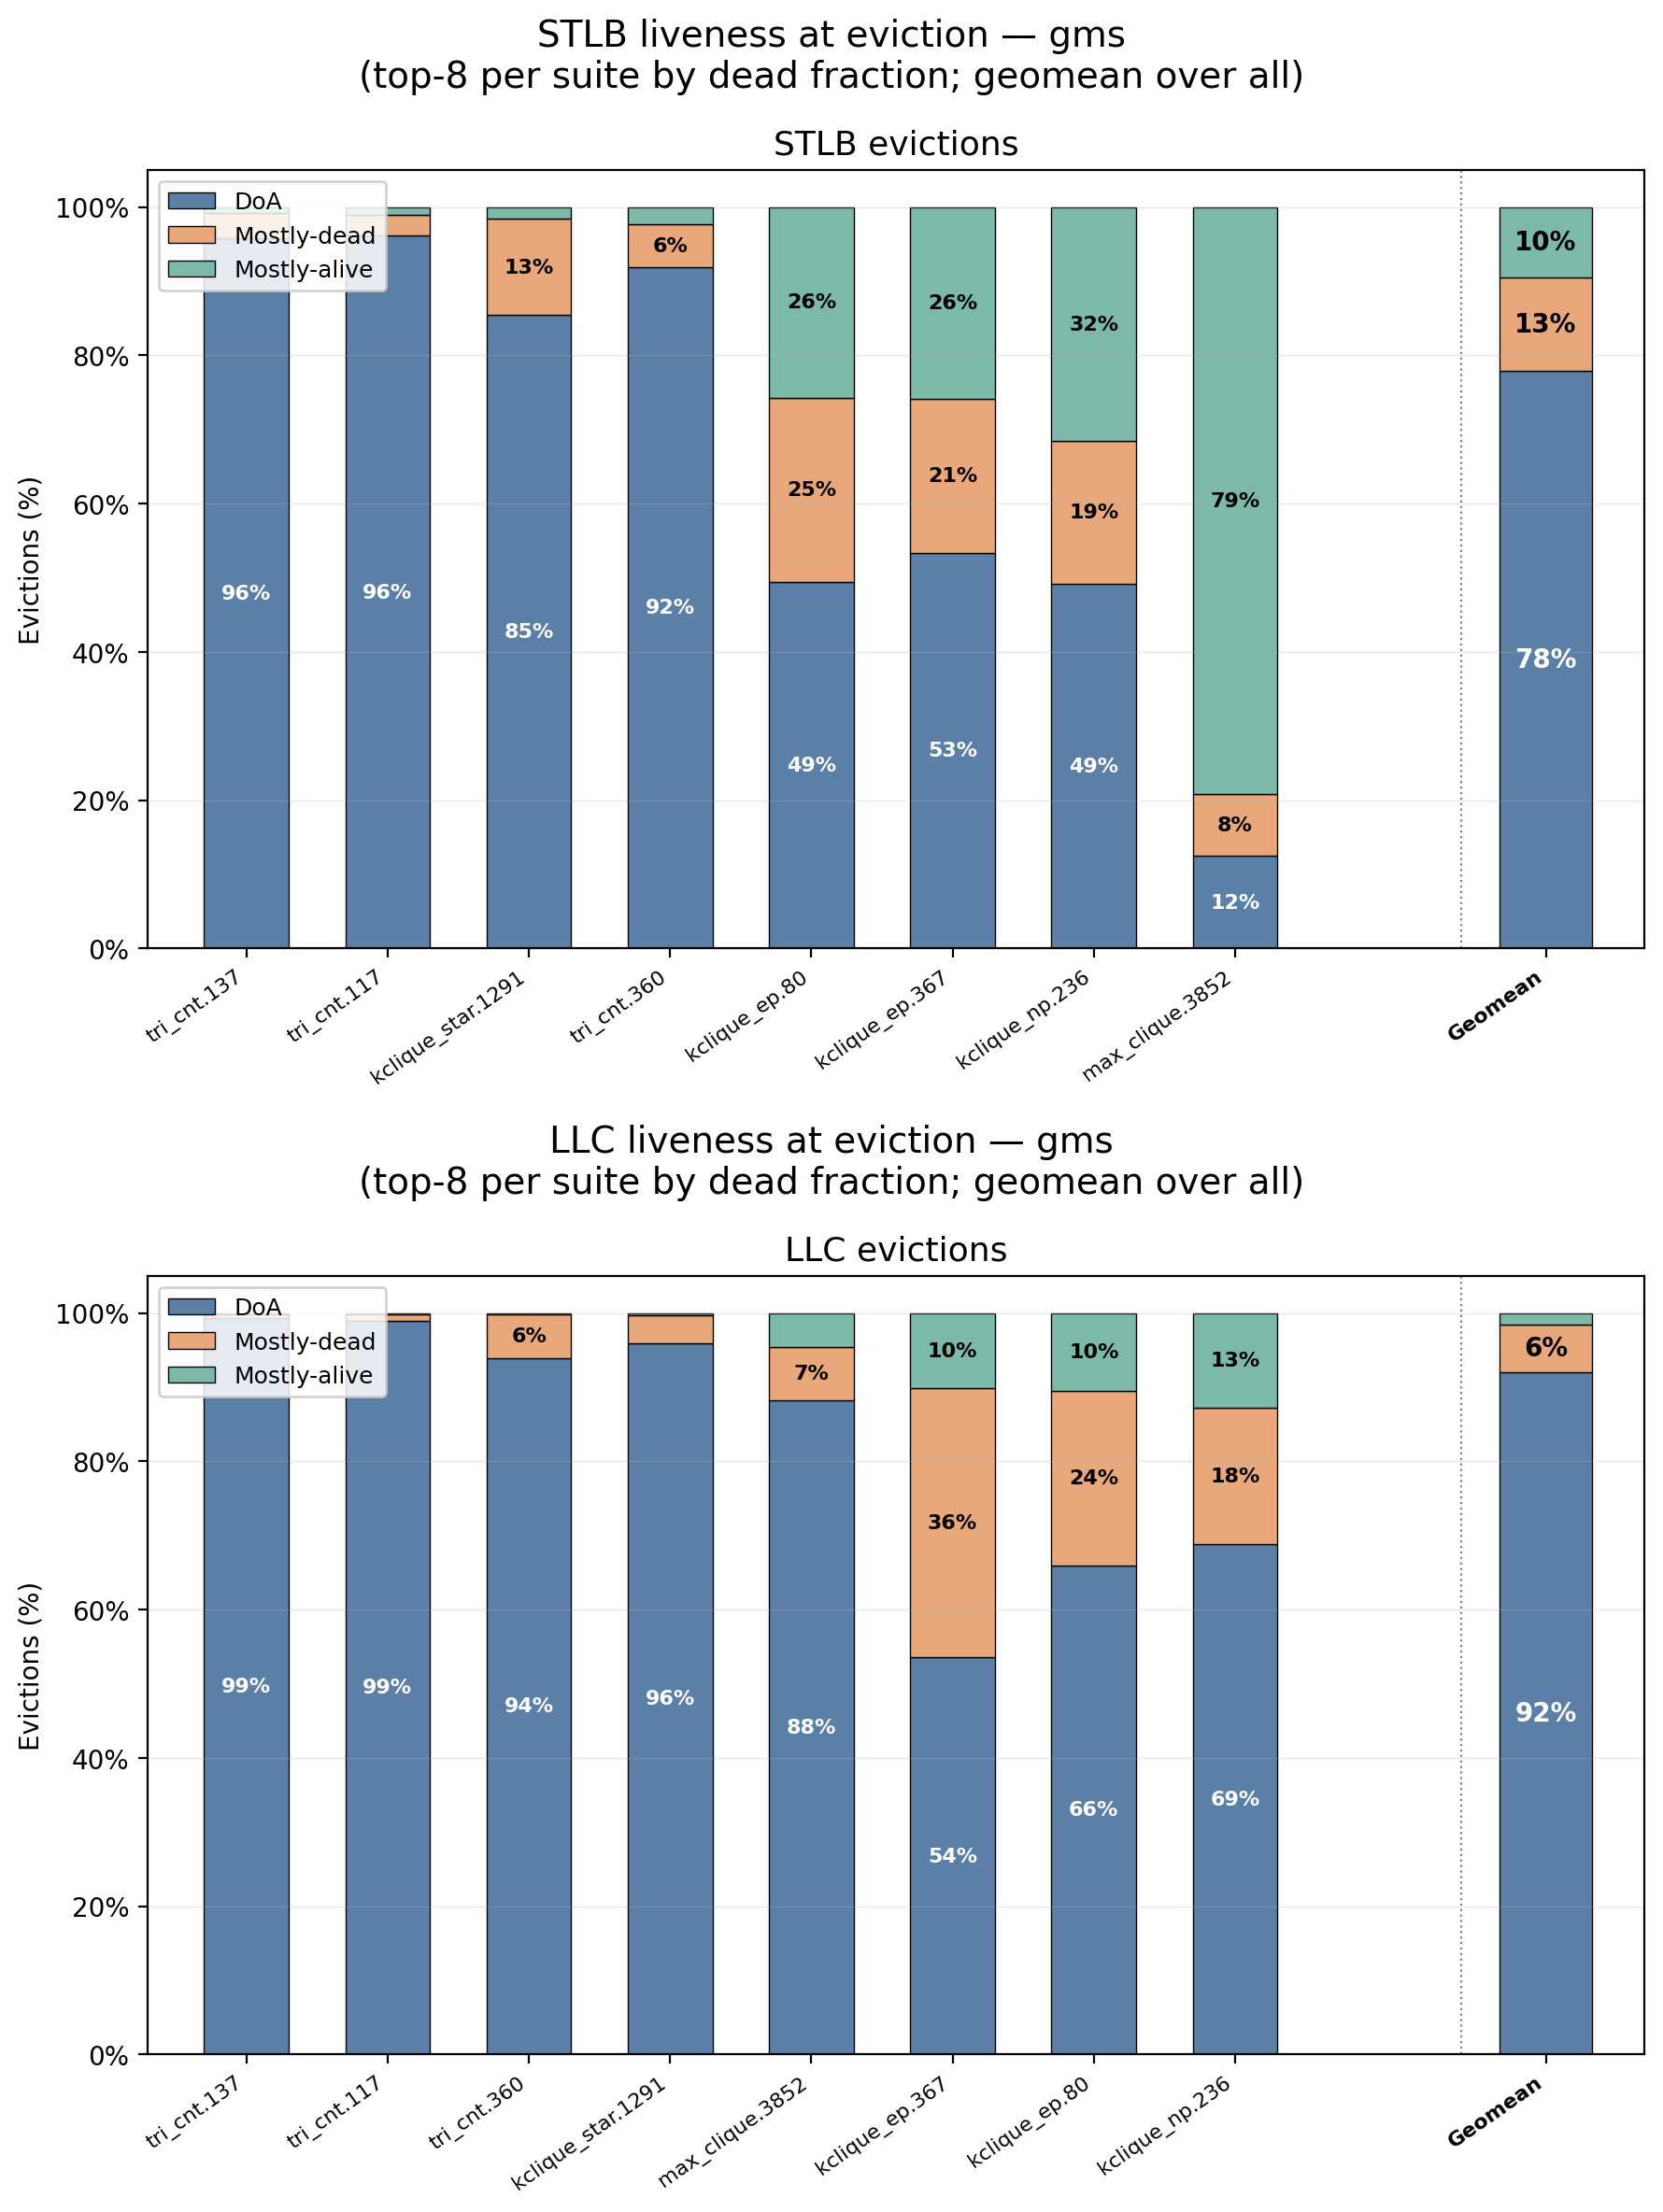 STLB liveness at eviction — gms
(top-8 per suite by dead fraction; geomean over all)
STLB evictions
DoA
Mostly-dead
Mostly-alive
Evictions (%)
100%
80%
60%
40%
20%
0%
96%
96%
85%
13%
92%
6%
49%
25%
26%
53%
21%
26%
49%
19%
32%
12%
8%
79%
78%
13%
10%
tri_cnt.137
tri_cnt.117
kclique_star.1291
tri_cnt.360
kclique_ep.80
kclique_ep.367
kclique_np.236
max_clique.3852
Geomean
LLC liveness at eviction — gms
(top-8 per suite by dead fraction; geomean over all)
LLC evictions
DoA
Mostly-dead
Mostly-alive
Evictions (%)
100%
80%
60%
40%
20%
0%
99%
99%
94%
6%
96%
88%
7%
54%
36%
10%
66%
24%
10%
69%
18%
13%
92%
6%
tri_cnt.137
tri_cnt.117
tri_cnt.360
kclique_star.1291
max_clique.3852
kclique_ep.367
kclique_ep.80
kclique_np.236
Geomean